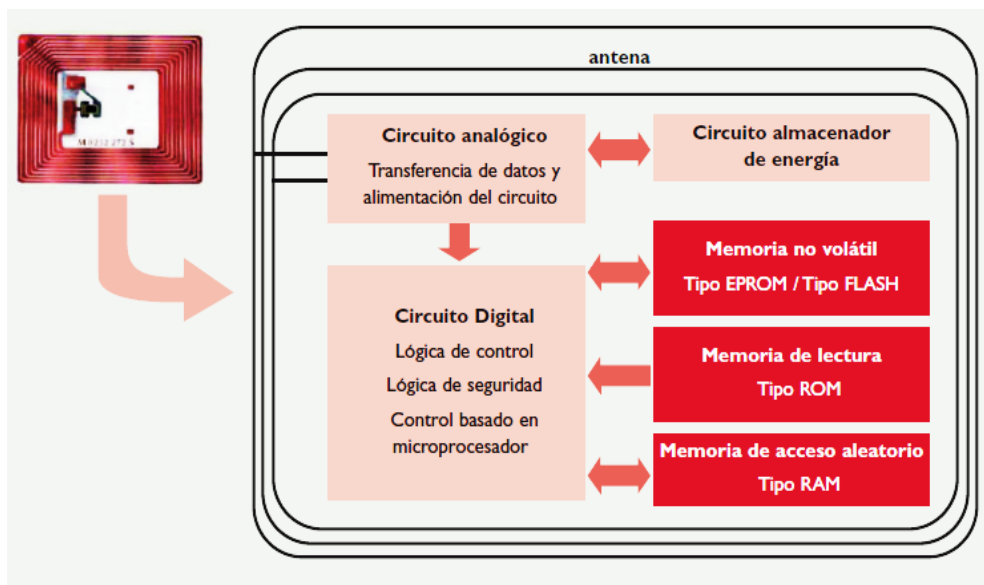 antena
Circuito analógico
Transferencia de datos y
alimentación del circuito
Circuito almacenador
de energía
Memoria no volátil
Tipo EPROM / Tipo FLASH
Circuito Digital
Lógica de control
Lógica de seguridad
Control basado en
microprocesador
Memoria de lectura
Tipo ROM
Memoria de acceso aleatorio
Tipo RAM